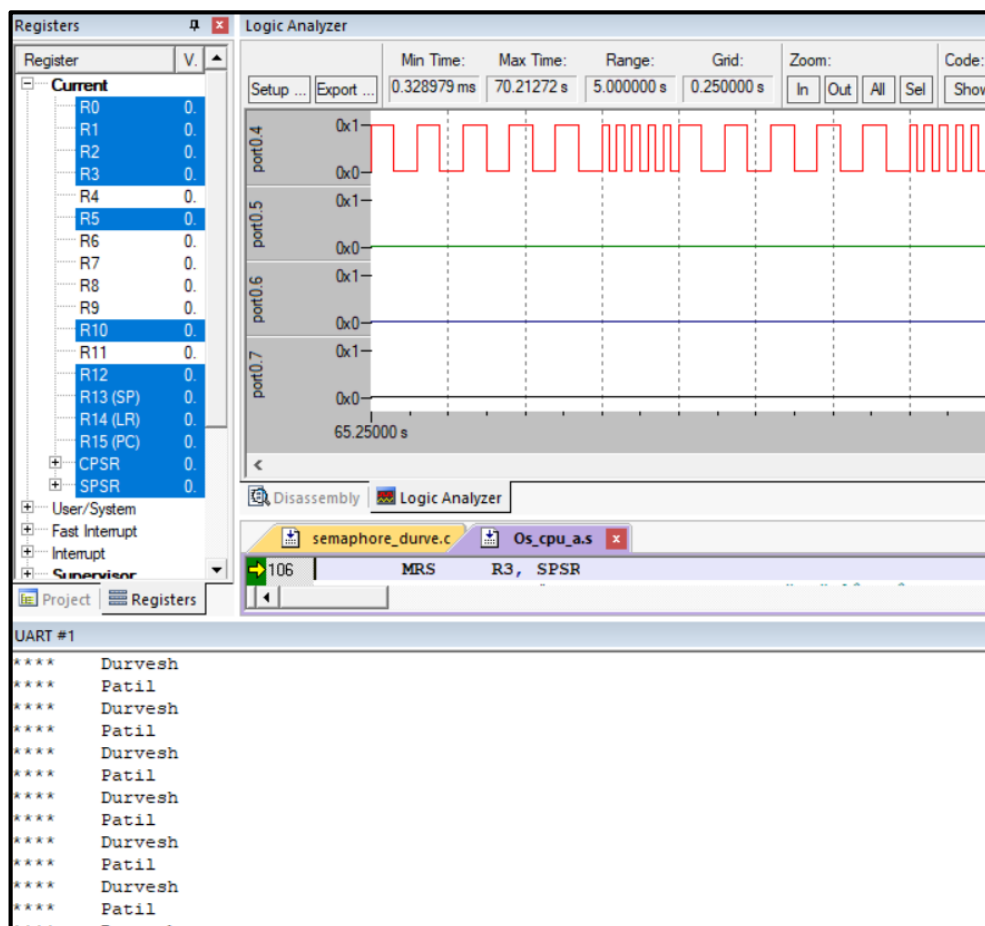 Registers
Register V.
Current
R0 0.
R1 0.
R2 0.
R3 0.
R4 0.
R5 0.
R6 0.
R7 0.
R8 0.
R9 0.
R10 0.
R11 0.
R12 0.
R13 (SP) 0.
R14 (LR) 0.
R15 (PC) 0.
CPSR 0.
SPSR 0.
User/System
Fast Interrupt
Interrupt
Supervisor
Project Registers
Logic Analyzer
Min Time: Max Time: Range: Grid: Zoom: Code:
Setup ... Export ... 0.328979 ms 70.21272 s 5.000000 s 0.250000 s In Out All Sel Show
port0.4
0x1
0x0
port0.5
0x1
0x0
port0.6
0x1
0x0
port0.7
0x1
0x0
65.25000 s
Disassembly Logic Analyzer
semaphore_durve.c Os_cpu_a.s
106 MRS R3, SPSR
UART #1
**** Durvesh
**** Patil
**** Durvesh
**** Patil
**** Durvesh
**** Patil
**** Durvesh
**** Patil
**** Durvesh
**** Patil
**** Durvesh
**** Patil